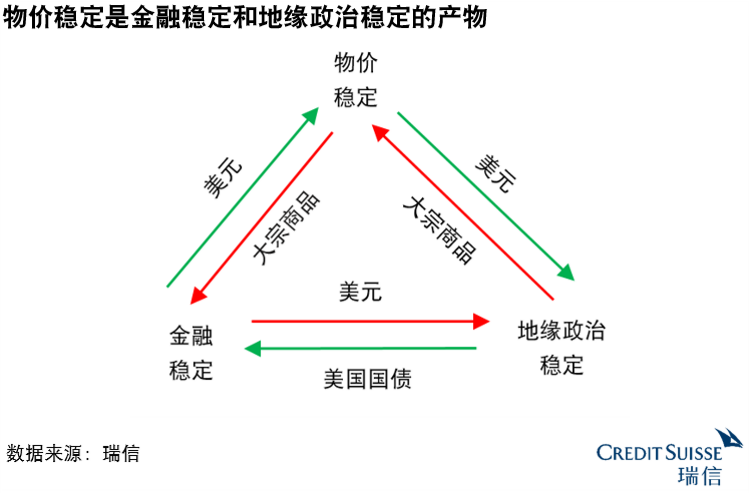 物价稳定是金融稳定和地缘政治稳定的产物
物价
稳定
美元
大宗商品
美元
大宗商品
美元
金融
稳定
美国国债
地缘政治
稳定
数据来源：瑞信
CREDIT SUISSE
瑞信